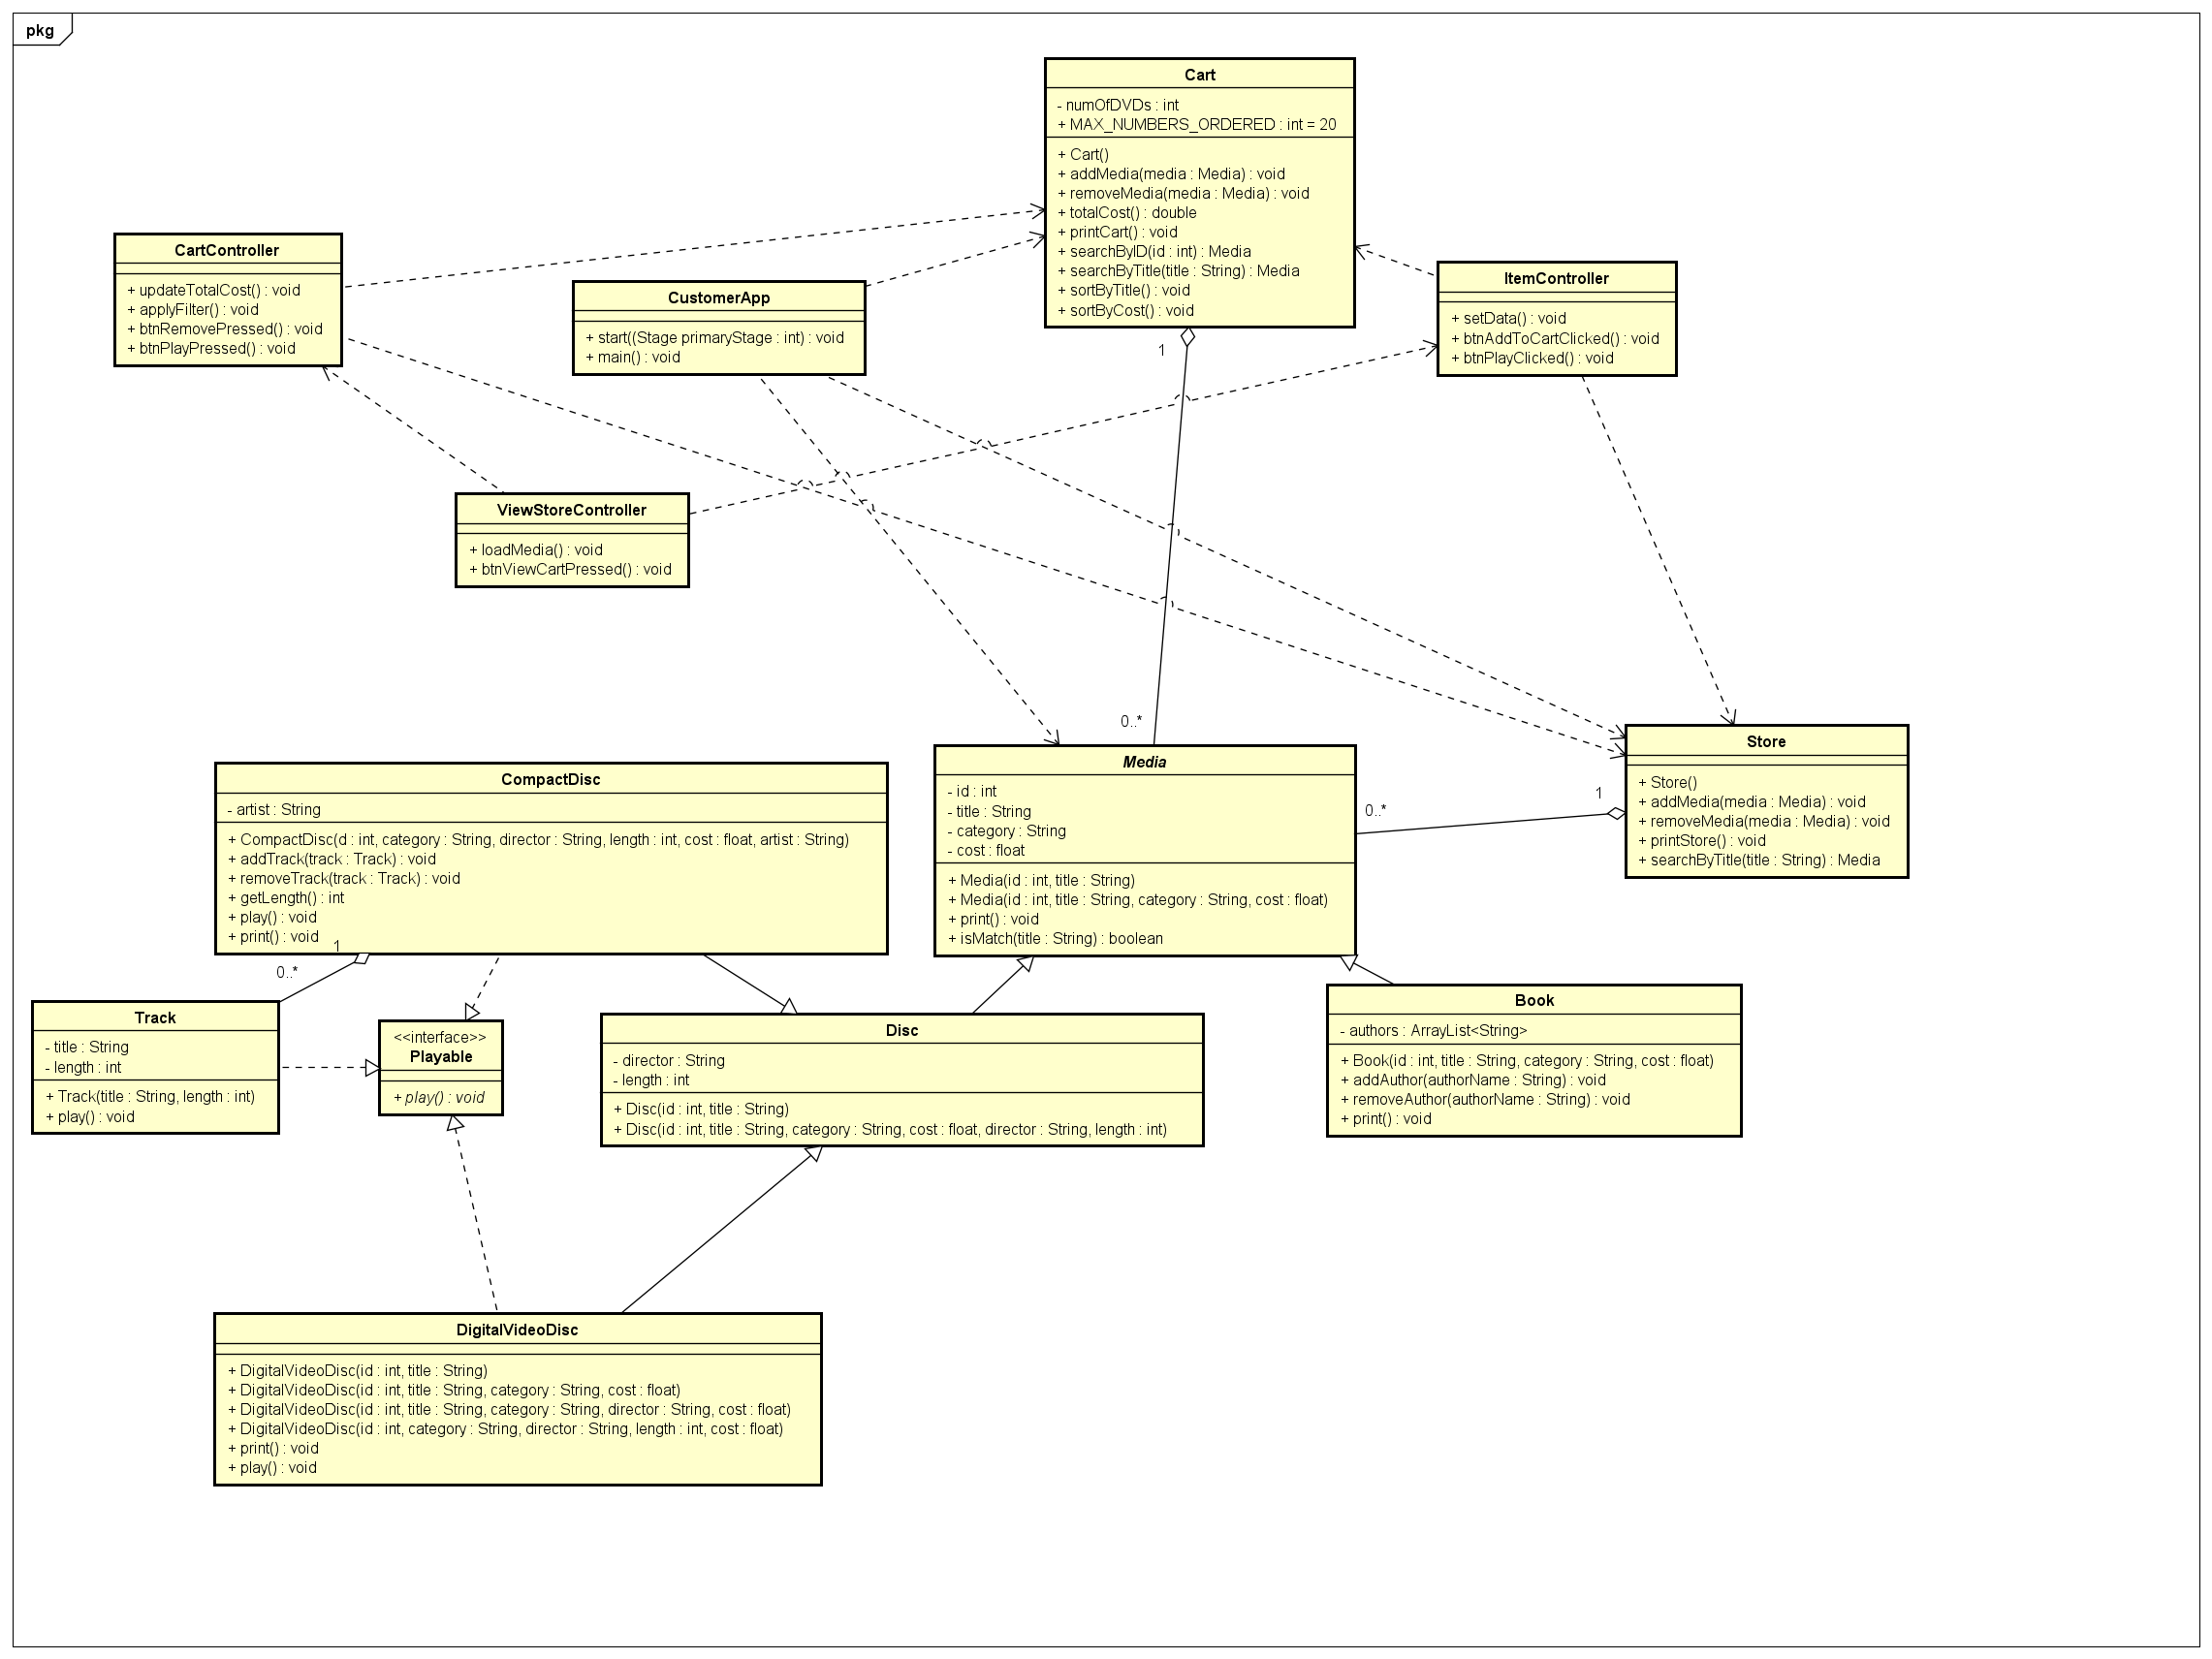 pkg
Cart
- numOfDVDs : int
+ MAX_NUMBERS_ORDERED : int = 20
+ Cart()
+ addMedia(media : Media) : void
+ removeMedia(media : Media) : void
+ totalCost() : double
+ printCart() : void
+ searchByID(id : int) : Media
+ searchByTitle(title : String) : Media
+ sortByTitle() : void
+ sortByCost() : void
CartController
+ updateTotalCost() : void
+ applyFilter() : void
+ btnRemovePressed() : void
+ btnPlayPressed() : void
CustomerApp
+ start((Stage primaryStage : int) : void
+ main() : void
ItemController
+ setData() : void
+ btnAddToCartClicked() : void
+ btnPlayClicked() : void
1
ViewStoreController
+ loadMedia() : void
+ btnViewCartPressed() : void
0..*
Store
+ Store()
+ addMedia(media : Media) : void
+ removeMedia(media : Media) : void
+ printStore() : void
+ searchByTitle(title : String) : Media
1
0..*
Media
- id : int
- title : String
- category : String
- cost : float
+ Media(id : int, title : String)
+ Media(id : int, title : String, category : String, cost : float)
+ print() : void
+ isMatch(title : String) : boolean
CompactDisc
- artist : String
+ CompactDisc(d : int, category : String, director : String, length : int, cost : float, artist : String)
+ addTrack(track : Track) : void
+ removeTrack(track : Track) : void
+ getLength() : int
+ play() : void
+ print() : void
1
0..*
Track
- title : String
- length : int
+ Track(title : String, length : int)
+ play() : void
<<interface>>
Playable
+ play() : void
Disc
- director : String
- length : int
+ Disc(id : int, title : String)
+ Disc(id : int, title : String, category : String, cost : float, director : String, length : int)
Book
- authors : ArrayList<String>
+ Book(id : int, title : String, category : String, cost : float)
+ addAuthor(authorName : String) : void
+ removeAuthor(authorName : String) : void
+ print() : void
DigitalVideoDisc
+ DigitalVideoDisc(id : int, title : String)
+ DigitalVideoDisc(id : int, title : String, category : String, cost : float)
+ DigitalVideoDisc(id : int, title : String, category : String, director : String, cost : float)
+ DigitalVideoDisc(id : int, category : String, director : String, length : int, cost : float)
+ print() : void
+ play() : void